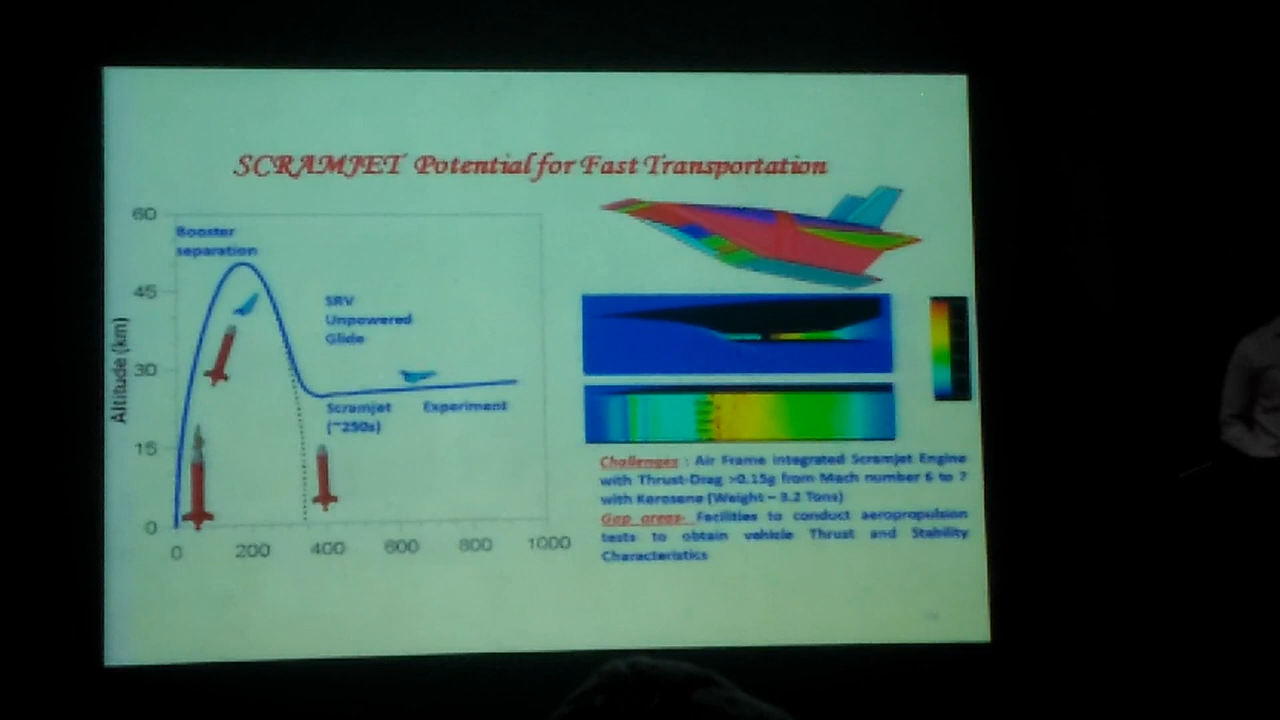 SCRAMJET Potential for Fast Transportation
60
Booster
separation
45
SRV
Unpowered
Glide
Altitude (km)
30
Scramjet Experiment
(~250s)
15
0
0 200 400 600 800 1000
Challenges : Air Frame integrated Scramjet Engine
with Thrust-Drag >0.15g from Mach number 6 to 7
with Kerosene (Weight – 3.2 Tons)
Gap areas- Facilities to conduct aeropropulsion
tests to obtain vehicle Thrust and Stability
Characteristics